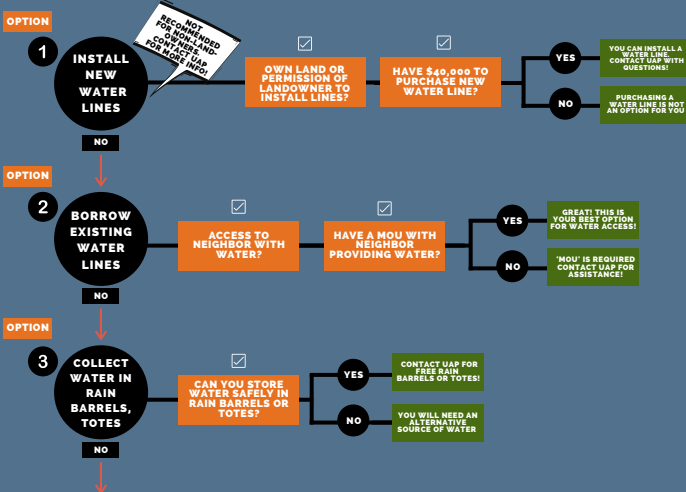 OPTION
1
INSTALL
NEW
WATER
LINES
NOT
RECOMMENDED
FOR NON-LAND-
OWNERS.
CONTACT UAP
FOR MORE INFO!
OWN LAND OR
PERMISSION OF
LANDOWNER TO
INSTALL LINES?
HAVE $40,000 TO
PURCHASE NEW
WATER LINE?
YES
YOU CAN INSTALL A
WATER LINE.
CONTACT UAP WITH
QUESTIONS!
NO
PURCHASING A
WATER LINE IS NOT
AN OPTION FOR YOU
NO
OPTION
2
BORROW
EXISTING
WATER
LINES
ACCESS TO
NEIGHBOR WITH
WATER?
HAVE A MOU WITH
NEIGHBOR
PROVIDING WATER?
YES
GREAT! THIS IS
YOUR BEST OPTION
FOR WATER ACCESS!
NO
'MOU' IS REQUIRED
CONTACT UAP FOR
ASSISTANCE!
NO
OPTION
3
COLLECT
WATER IN
RAIN
BARRELS,
TOTES
CAN YOU STORE
WATER SAFELY IN
RAIN BARRELS OR
TOTES?
YES
CONTACT UAP FOR
FREE RAIN
BARRELS OR TOTES!
NO
YOU WILL NEED AN
ALTERNATIVE
SOURCE OF WATER
NO